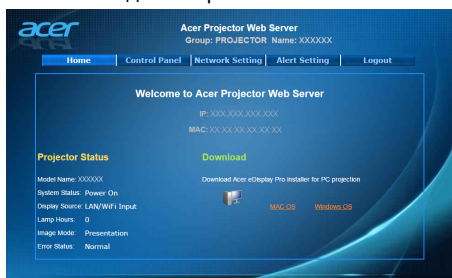 acer
Acer Projector Web Server
Group: PROJECTOR Name: XXXXXX
Home Control Panel Network Setting Alert Setting Logout
Welcome to Acer Projector Web Server
IP: XXX.XXX.XXX.XXX
MAC: XX:XX:XX:XX:XX:XX
Projector Status
Model Name: XXXXXX
System Status: Power On
Display Source: LAN/WiFi Input
Lamp Hours: 0
Image Mode: Presentation
Error Status: Normal
Download
Download Acer eDisplay Pro installer for PC projection
MAC OS Windows OS